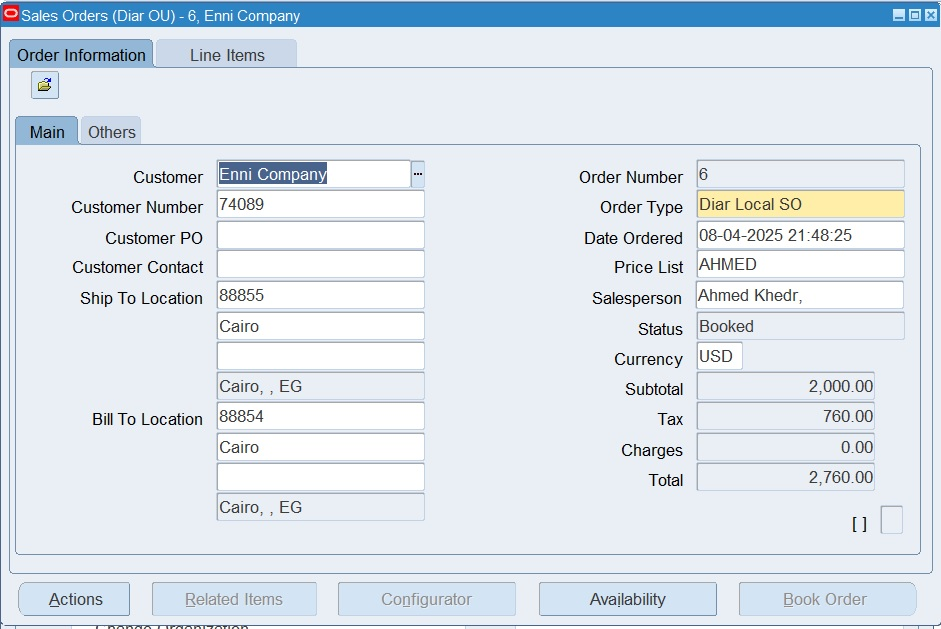 Sales Orders (Diar OU) - 6, Enni Company
Order Information
Line Items
Main
Others
Customer Enni Company ...
Customer Number 74089
Customer PO
Customer Contact
Ship To Location 88855
Cairo
Cairo, , EG
Bill To Location 88854
Cairo
Cairo, , EG
Order Number 6
Order Type Diar Local SO
Date Ordered 08-04-2025 21:48:25
Price List AHMED
Salesperson Ahmed Khedr,
Status Booked
Currency USD
Subtotal 2,000.00
Tax 760.00
Charges 0.00
Total 2,760.00
[ ]
Actions
Related Items
Configurator
Availability
Book Order
Change Organization